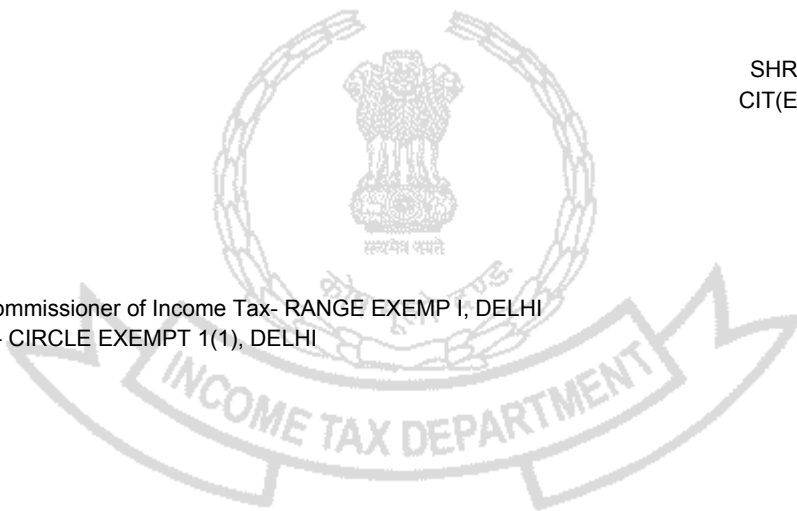 SHR
CIT(E
सत्यमेव जयते
ommissioner of Income Tax- RANGE EXEMP I, DELHI
- CIRCLE EXEMPT 1(1), DELHI
INCOME TAX DEPARTMENT